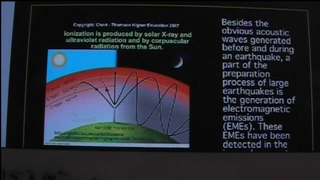 Copyright: Clark - Thomson Higher Education 2007
Ionization is produced by solar X-ray and
ultraviolet radiation and by corpuscular
radiation from the Sun.
Besides the
obvious acoustic
waves generated
before and during
an earthquake, a
part of the
preparation
process of large
earthquakes is
the generation of
electromagnetic
emissions
(EMEs). These
EMEs have been
detected in the